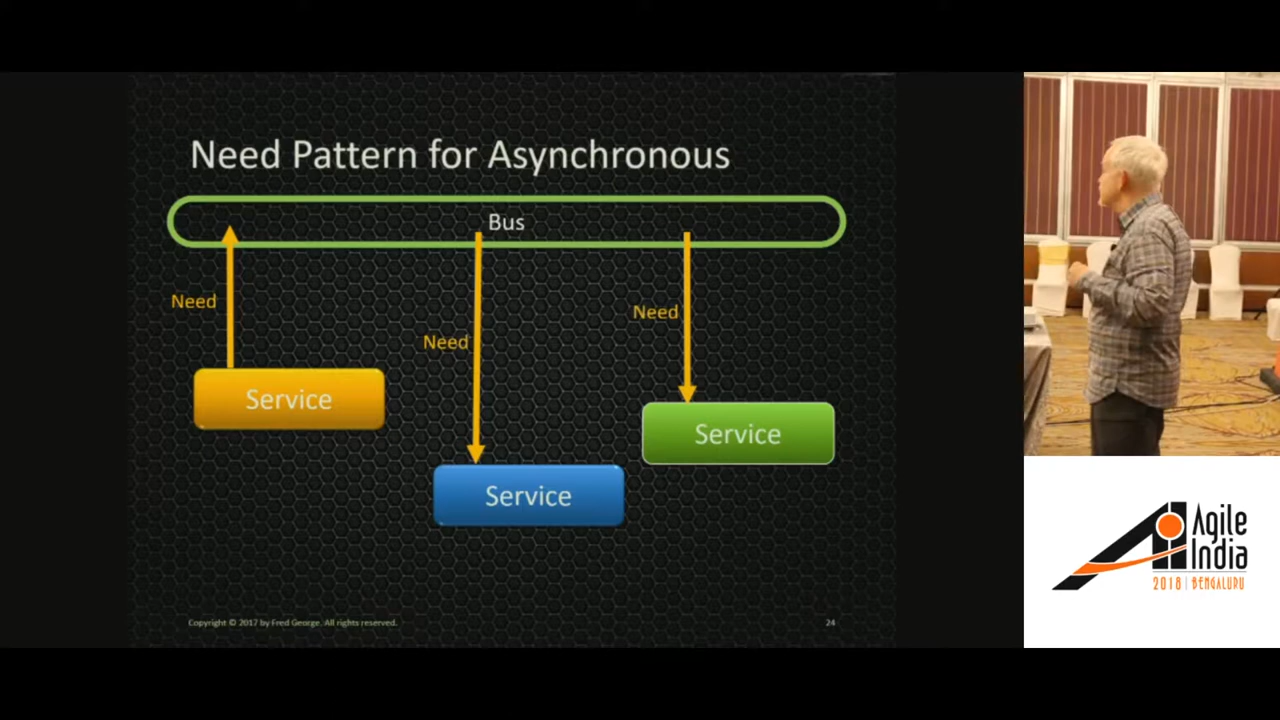 Need Pattern for Asynchronous
Bus
Need
Need
Need
Service
Service
Service
Copyright © 2017 by Fred George. All rights reserved.
24
Agile
India
2018 | BENGALURU